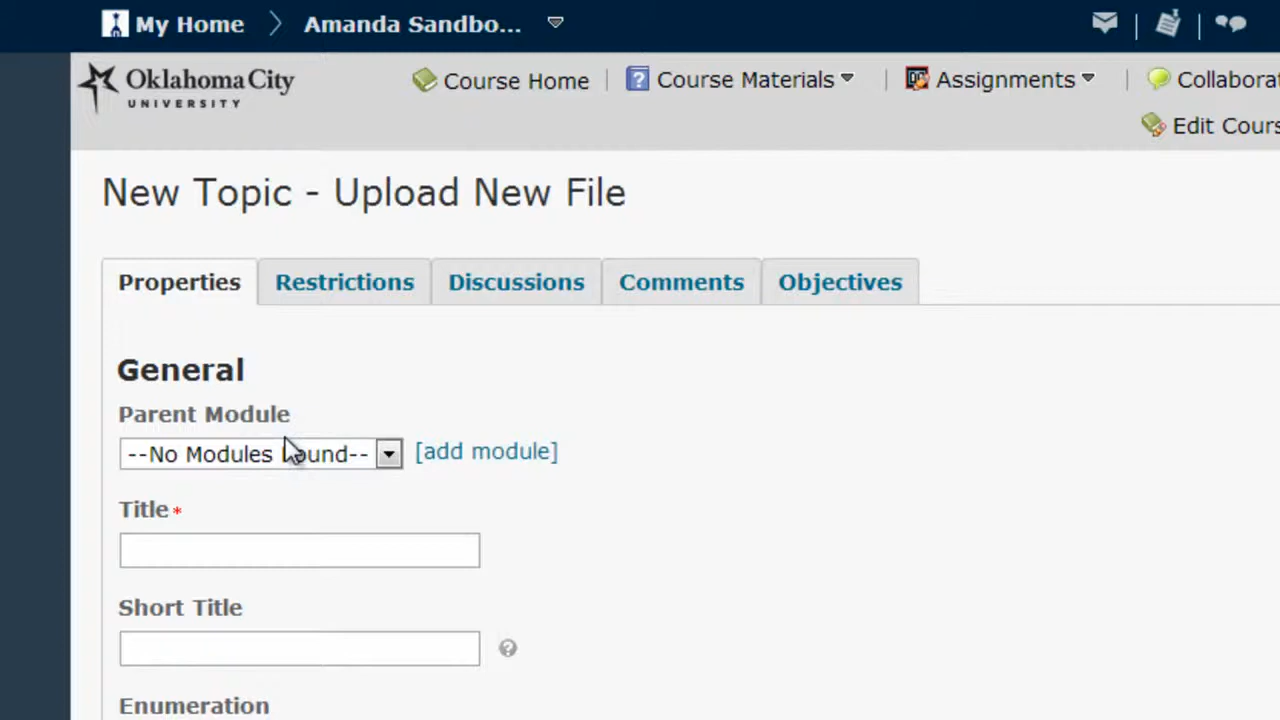 My Home Amanda Sandbo...
Oklahoma City
UNIVERSITY
Course Home Course Materials Assignments Collaborat
Edit Cours
New Topic - Upload New File
Properties Restrictions Discussions Comments Objectives
General
Parent Module
--No Modules Found-- [add module]
Title*
Short Title
Enumeration